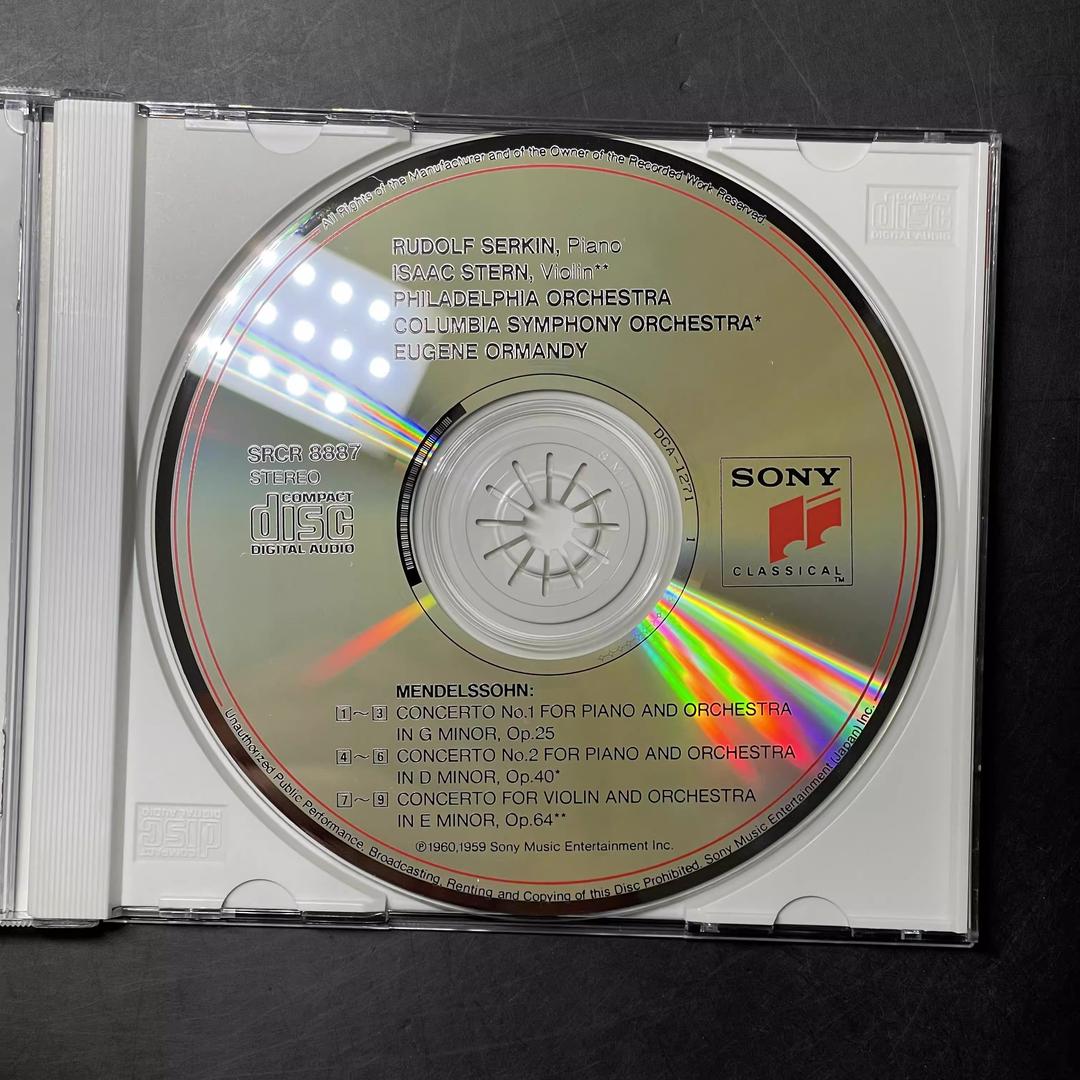 All Rights of the Manufacturer and of the Owner of the Recorded Work Reserved.
RUDOLF SERKIN, Piano
ISAAC STERN, Violin**
PHILADELPHIA ORCHESTRA
COLUMBIA SYMPHONY ORCHESTRA*
EUGENE ORMANDY
SRCR 8887
STEREO
COMPACT
disc
DIGITAL AUDIO
DCA-1271 1
SONY
CLASSICAL™
COMPACT
disc
DIGITAL AUDIO
MENDELSSOHN:
1~3 CONCERTO No.1 FOR PIANO AND ORCHESTRA
IN G MINOR, Op.25
4~6 CONCERTO No.2 FOR PIANO AND ORCHESTRA
IN D MINOR, Op.40*
7~9 CONCERTO FOR VIOLIN AND ORCHESTRA
IN E MINOR, Op.64**
℗1960,1959 Sony Music Entertainment Inc.
Unauthorized Public Performance, Broadcasting, Renting and Copying of this Disc Prohibited. Sony Music Entertainment (Japan) Inc.
COMPACT
disc
DIGITAL AUDIO